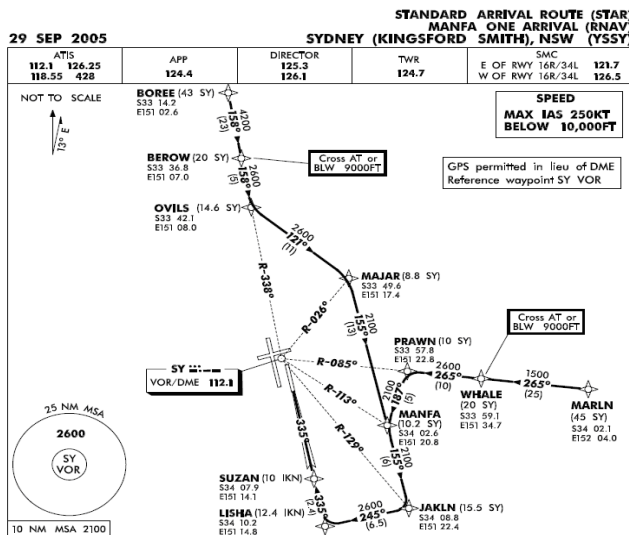 STANDARD ARRIVAL ROUTE (STAR)
MANFA ONE ARRIVAL (RNAV)
29 SEP 2005
SYDNEY (KINGSFORD SMITH), NSW (YSSY)
ATIS
112.1 126.25
118.55 428
APP
124.4
DIRECTOR
125.3
126.1
TWR
124.7
SMC
E OF RWY 16R/34L 121.7
W OF RWY 16R/34L 126.5
NOT TO SCALE
13° E
BOREE (43 SY)
S33 14.2
E151 02.6
4200
158°
(23)
SPEED
MAX IAS 250KT
BELOW 10,000FT
BEROW (20 SY)
S33 36.8
E151 07.0
Cross AT or
BLW 9000FT
GPS permitted in lieu of DME
Reference waypoint SY VOR
2600
158°
(5)
OVILS (14.6 SY)
S33 42.1
E151 08.0
2600
121°
(11)
R-338°
MAJAR (8.8 SY)
S33 49.6
E151 17.4
R-026°
2100
155°
(13)
Cross AT or
BLW 9000FT
PRAWN (10 SY)
S33 57.8
E151 22.8
SY
VOR/DME 112.1
R-085°
2600
265°
(10)
1500
265°
(25)
WHALE
(20 SY)
S33 59.1
E151 34.7
MARLN
(45 SY)
S34 02.1
E152 04.0
2100
187°
(5)
R-113°
MANFA
(10.2 SY)
S34 02.6
E151 20.8
R-129°
335°
2100
155°
(6)
25 NM MSA
2600
SY
VOR
10 NM MSA 2100
SUZAN (10 IKN)
S34 07.9
E151 14.1
335°
(2.4)
LISHA (12.4 IKN)
S34 10.2
E151 14.8
2600
245°
(6.5)
JAKLN (15.5 SY)
S34 08.8
E151 22.4